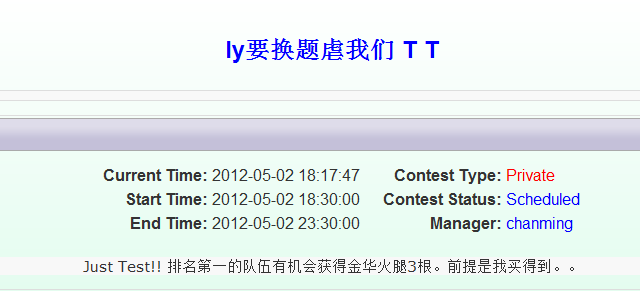 ly要换题虐我们 T T
Current Time: 2012-05-02 18:17:47 Contest Type: Private
Start Time: 2012-05-02 18:30:00 Contest Status: Scheduled
End Time: 2012-05-02 23:30:00 Manager: chanming
Just Test!! 排名第一的队伍有机会获得金华火腿3根。前提是我买得到。。